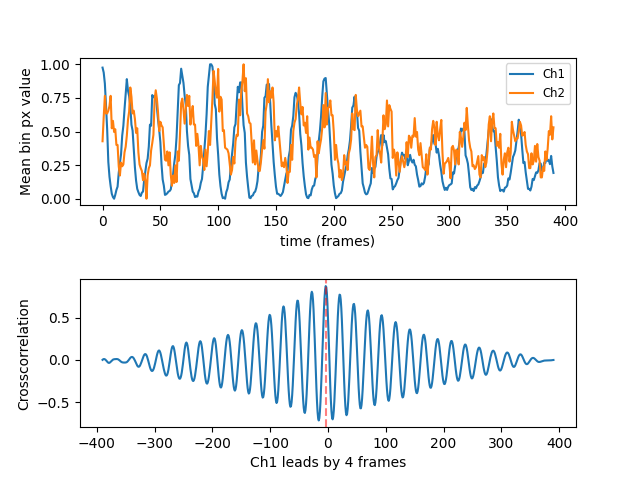 1.00
0.75
0.50
0.25
0.00
Mean bin px value
Ch1
Ch2
0 50 100 150 200 250 300 350 400
time (frames)
0.5
0.0
−0.5
Crosscorrelation
−400 −300 −200 −100 0 100 200 300 400
Ch1 leads by 4 frames